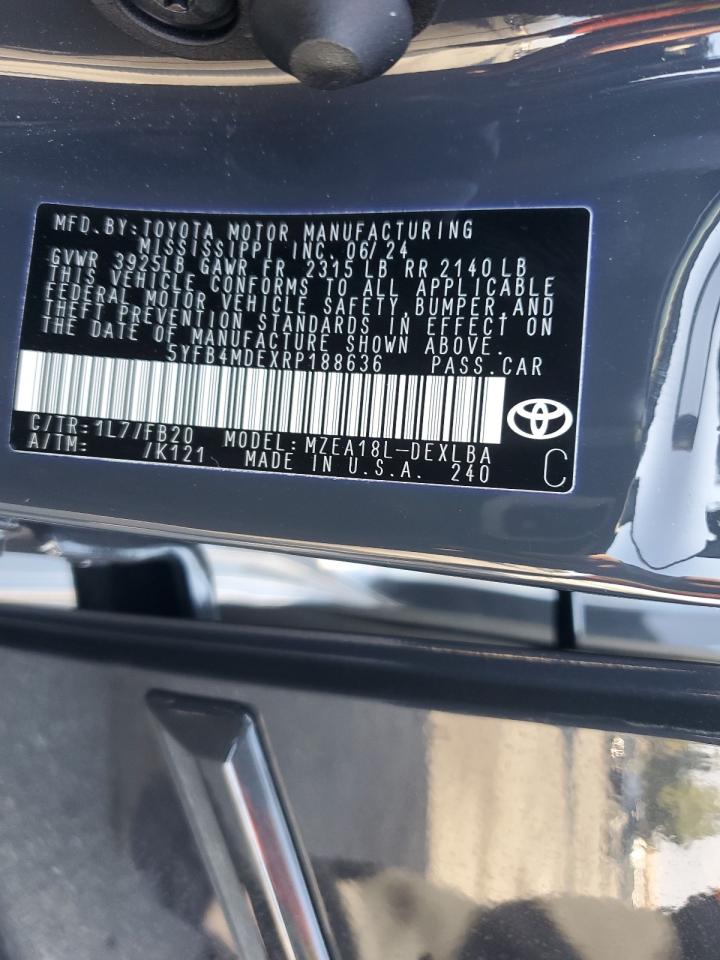 MFD.BY:TOYOTA MOTOR MANUFACTURING
MISSISSIPPI INC. 06/24
GVWR 3925LB GAWR FR. 2315 LB RR 2140 LB
THIS VEHICLE CONFORMS TO ALL APPLICABLE
FEDERAL MOTOR VEHICLE SAFETY, BUMPER, AND
THEFT PREVENTION STANDARDS IN EFFECT ON
THE DATE OF MANUFACTURE SHOWN ABOVE.
5YFB4MDEXRP188636 PASS.CAR
C/TR:1L7/FB20 MODEL: MZEA18L-DEXLBA
A/TM: /K121 MADE IN U.S.A. 240 C